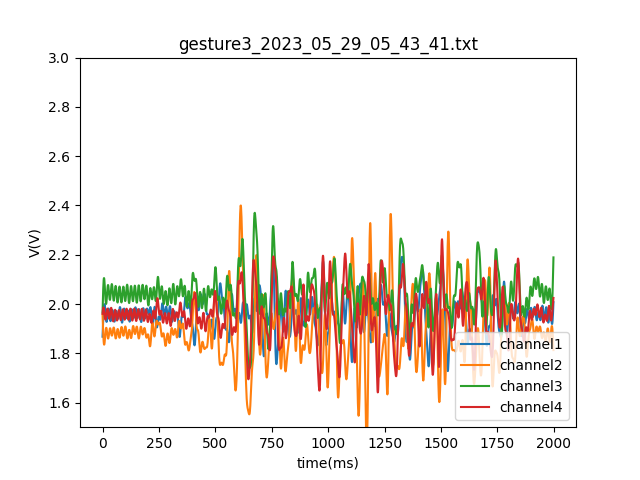 gesture3_2023_05_29_05_43_41.txt
3.0
2.8
2.6
2.4
2.2
2.0
1.8
1.6
V(V)
channel1
channel2
channel3
channel4
0 250 500 750 1000 1250 1500 1750 2000
time(ms)